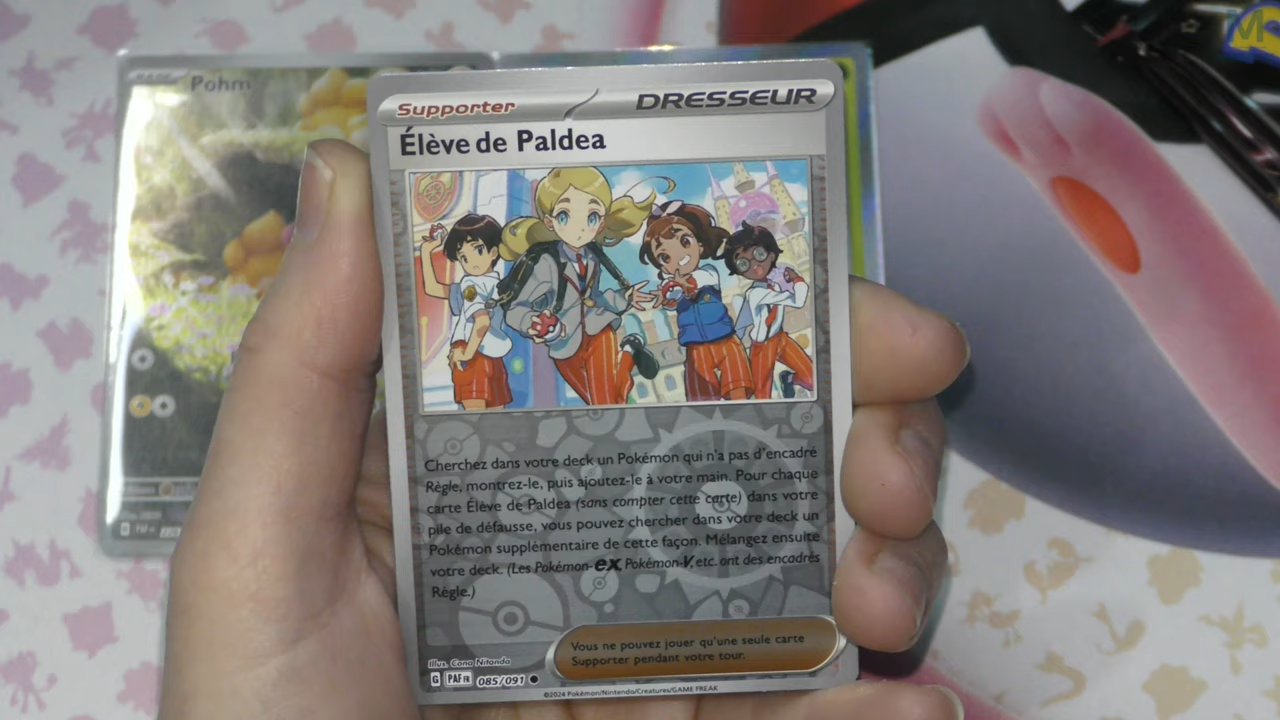 Pohm
Supporter
DRESSEUR
Élève de Paldea
Cherchez dans votre deck un Pokémon qui n'a pas d'encadré
Règle, montrez-le, puis ajoutez-le à votre main. Pour chaque
carte Élève de Paldea (sans compter cette carte) dans votre
pile de défausse, vous pouvez chercher dans votre deck un
Pokémon supplémentaire de cette façon. Mélangez ensuite
votre deck. (Les Pokémon-ex Pokémon-V, etc. ont des encadrés
Règle.)
Vous ne pouvez jouer qu'une seule carte
Supporter pendant votre tour.
Illus. Cona Nitanda
G PAF FR 085/091
©2024 Pokémon/Nintendo/Creatures/GAME FREAK